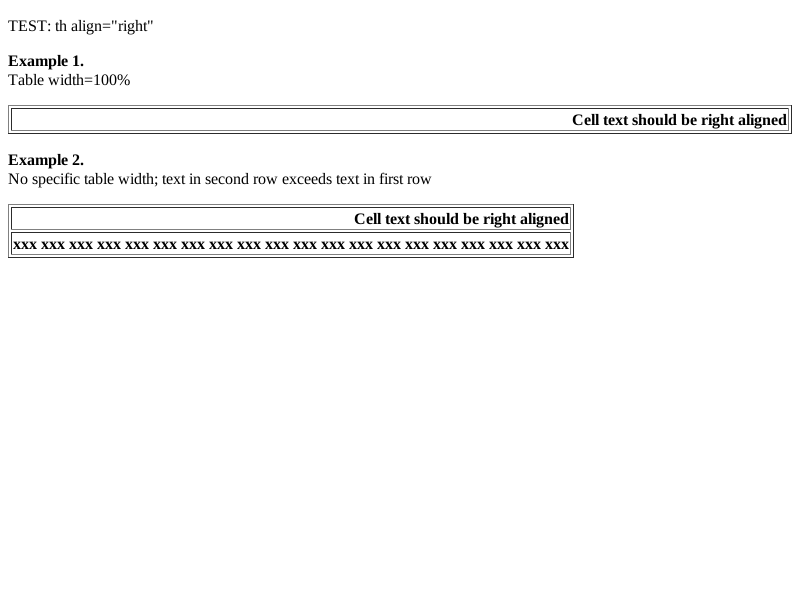 TEST: th align="right"
Example 1.
Table width=100%
Cell text should be right aligned
Example 2.
No specific table width; text in second row exceeds text in first row
Cell text should be right aligned
xxx xxx xxx xxx xxx xxx xxx xxx xxx xxx xxx xxx xxx xxx xxx xxx xxx xxx xxx xxx